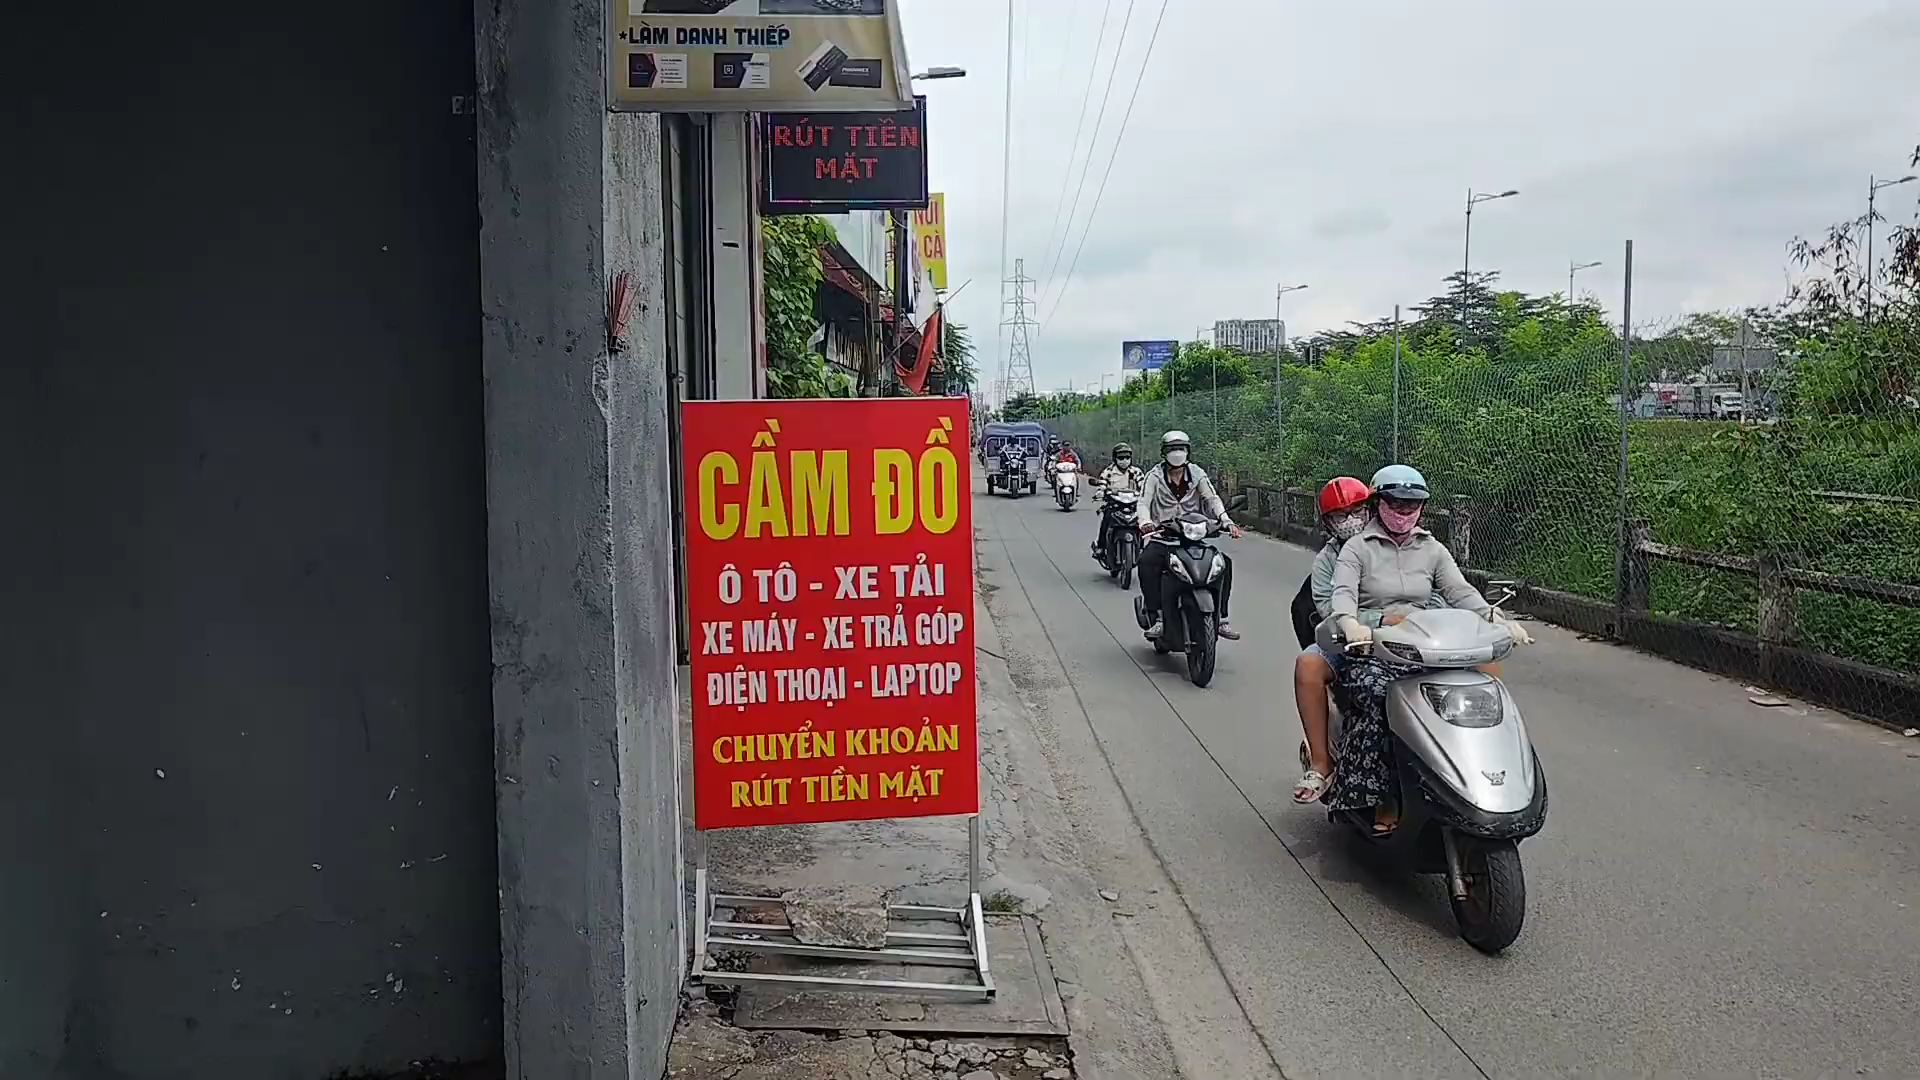 *LÀM DANH THIẾP
RÚT TIỀN
MẶT
CÀ
CẦM ĐỒ
Ô TÔ - XE TẢI
XE MÁY - XE TRẢ GÓP
ĐIỆN THOẠI - LAPTOP
CHUYỂN KHOẢN
RÚT TIỀN MẶT